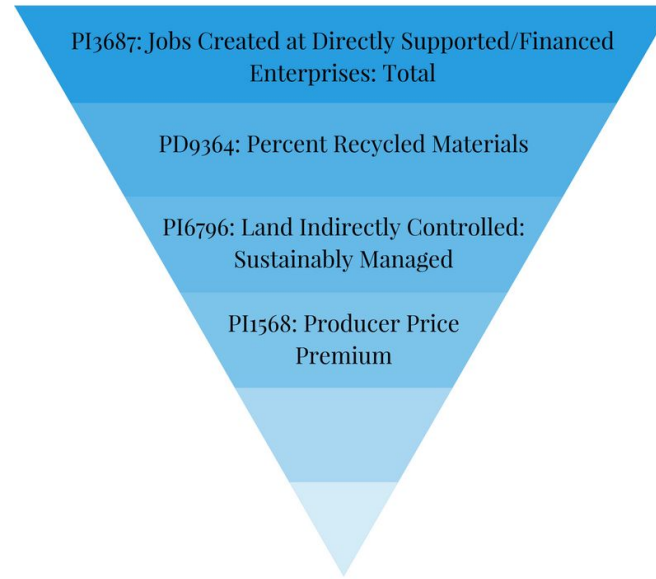 PI3687: Jobs Created at Directly Supported/Financed
Enterprises: Total
PD9364: Percent Recycled Materials
PI6796: Land Indirectly Controlled:
Sustainably Managed
PI1568: Producer Price
Premium